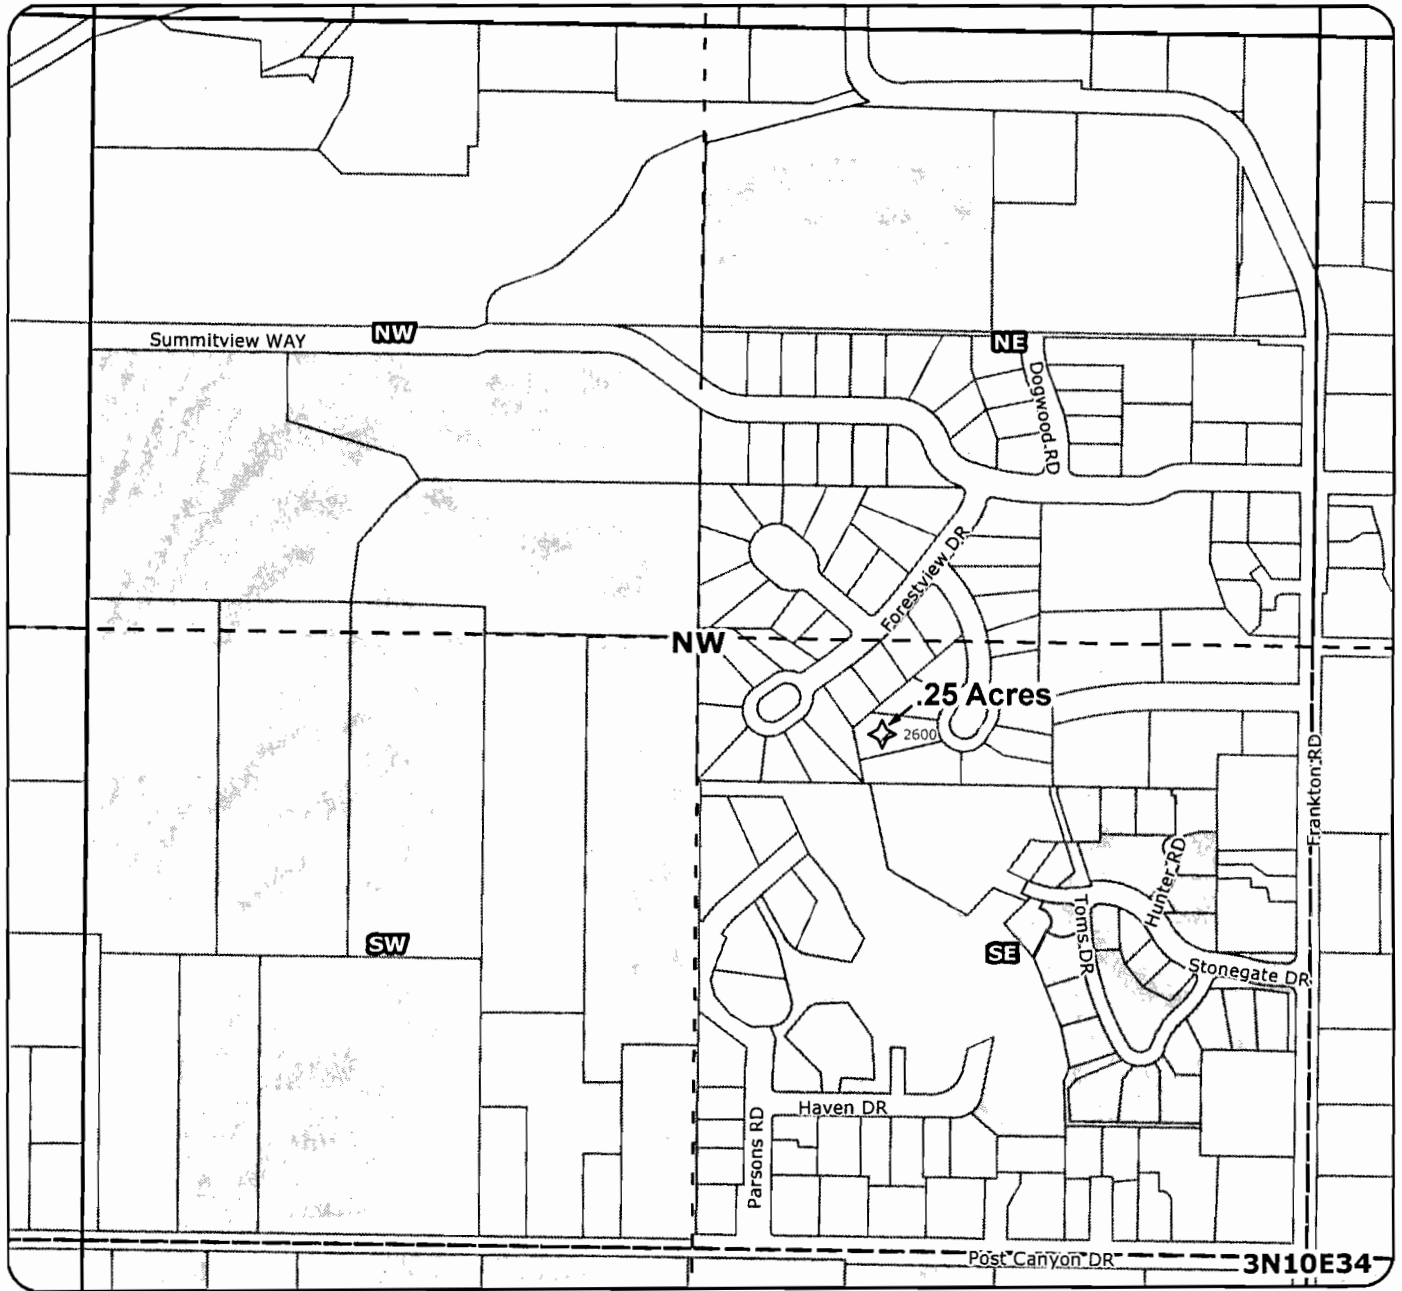 Summitview WAY
NW
NE
Dogwood RD
Forestview DR
NW
.25 Acres
2600
Frankton RD
Hunter RD
Toms DR
SW
SE
Stonegate DR
Haven DR
Parsons RD
Post Canyon DR
3N10E34